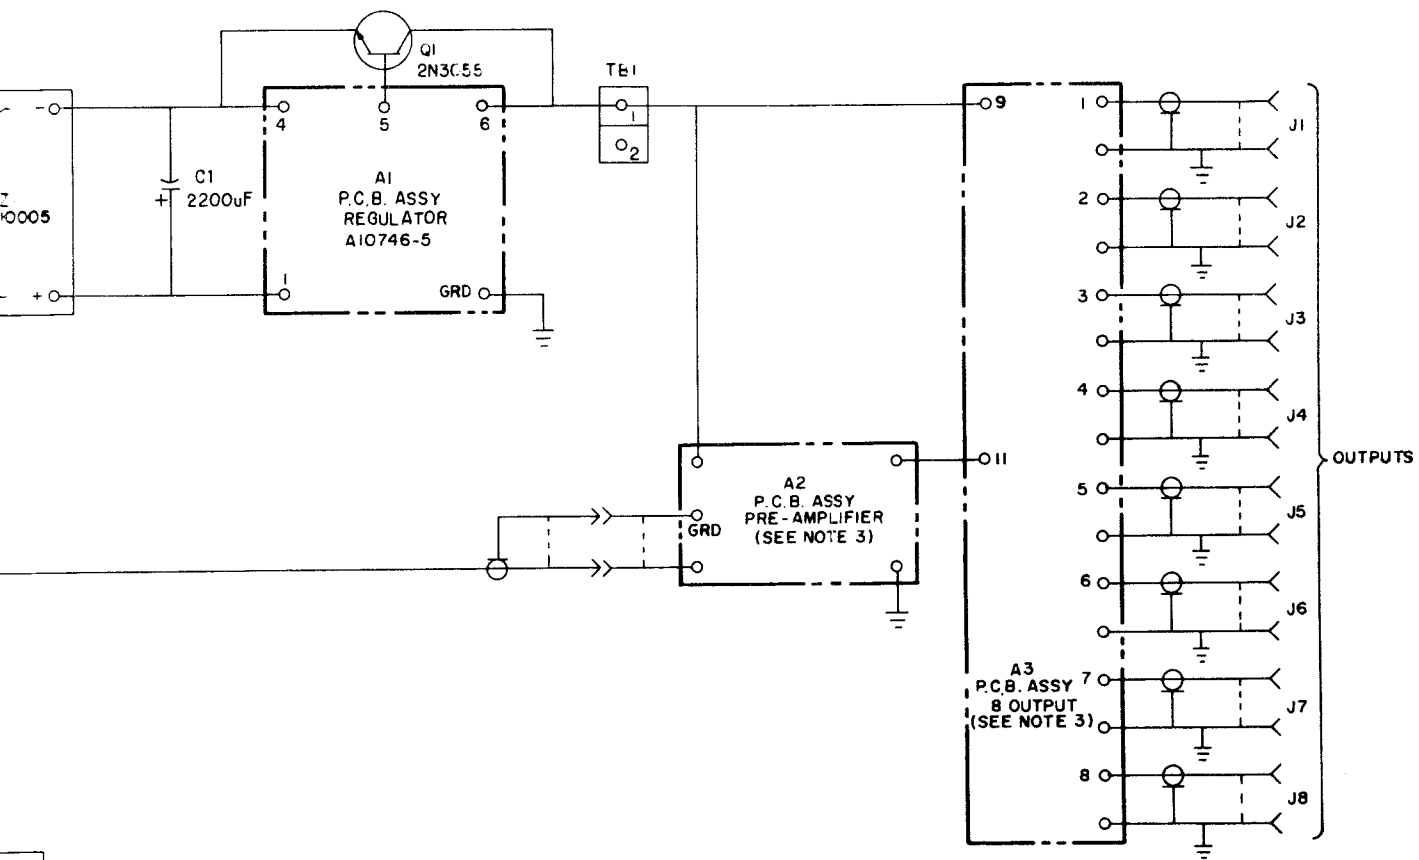 Q1
2N3055
TB1
1
2
4
5
6
A1
P.C.B. ASSY
REGULATOR
A10746-5
1
GRD
C1
2200uF
+
-
+
10005
A2
P.C.B. ASSY
PRE-AMPLIFIER
(SEE NOTE 3)
GRD
9
11
A3
P.C.B. ASSY
8 OUTPUT
(SEE NOTE 3)
1
J1
2
J2
3
J3
4
J4
5
J5
6
J6
7
J7
8
J8
OUTPUTS